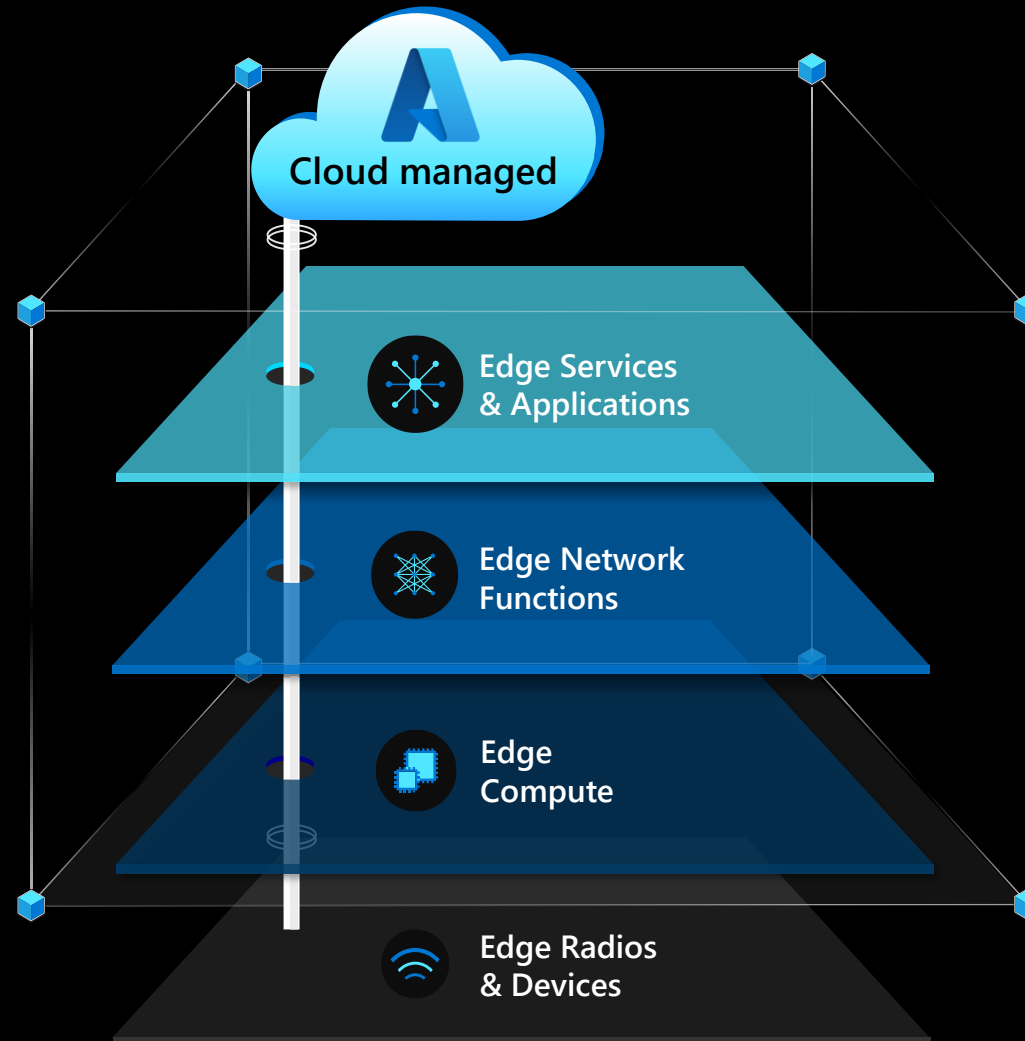 Cloud managed
Edge Services
& Applications
Edge Network
Functions
Edge
Compute
Edge Radios
& Devices